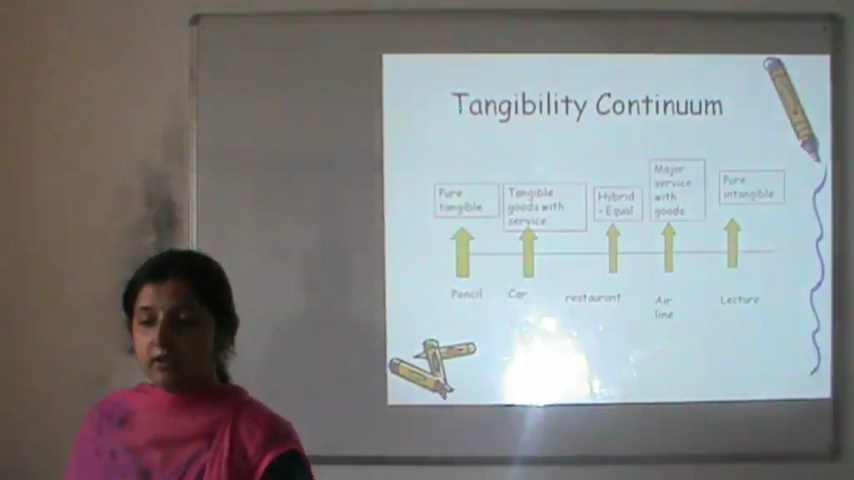 Tangibility Continuum
Pure
tangible
Tangible
goods with
service
Hybrid
- Equal
Major
service
with
goods
Pure
intangible
Pencil
Car
restaurant
Air
line
Lecture